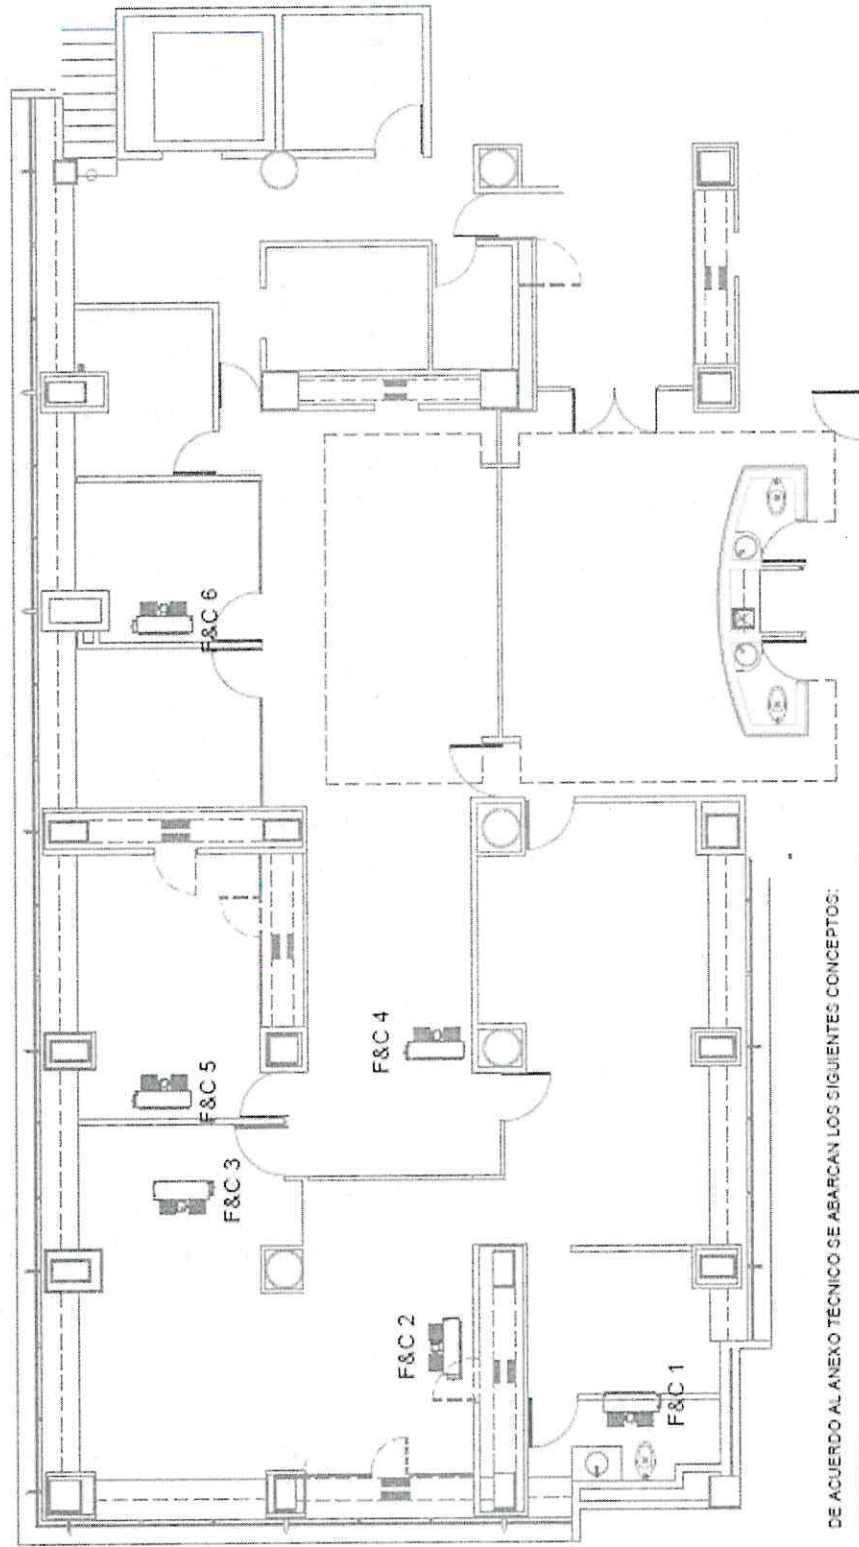 F&C 1
F&C 2
F&C 3
F&C 4
F&C 5
F&C 6
DE ACUERDO AL ANEXO TÉCNICO SE ABARCAN LOS SIGUIENTES CONCEPTOS: